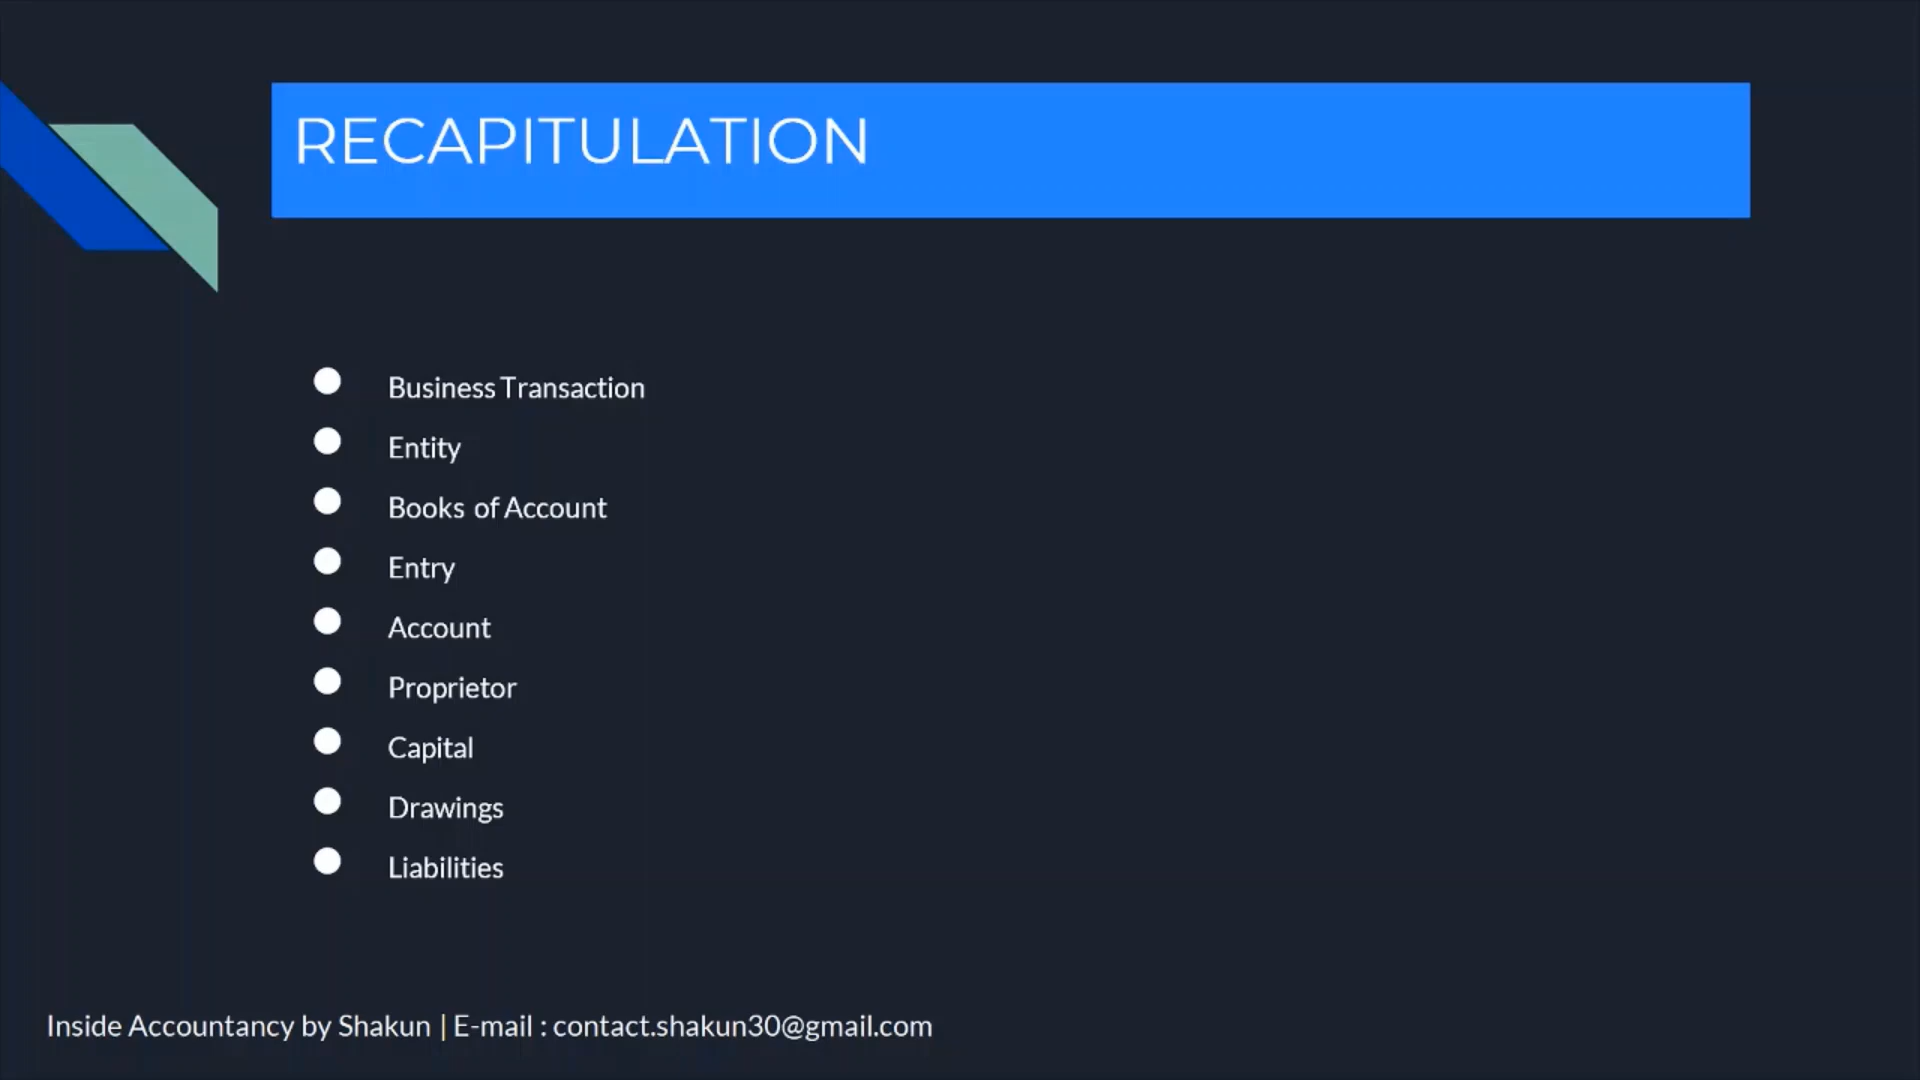 RECAPITULATION
Business Transaction
Entity
Books of Account
Entry
Account
Proprietor
Capital
Drawings
Liabilities
Inside Accountancy by Shakun | E-mail : contact.shakun30@gmail.com